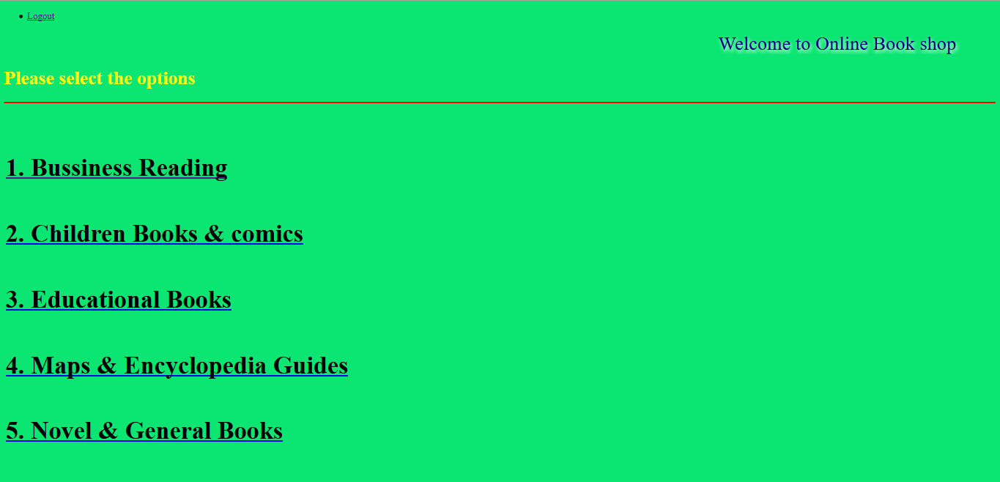 Logout
Welcome to Online Book shop
Please select the options
1. Bussiness Reading
2. Children Books & comics
3. Educational Books
4. Maps & Encyclopedia Guides
5. Novel & General Books